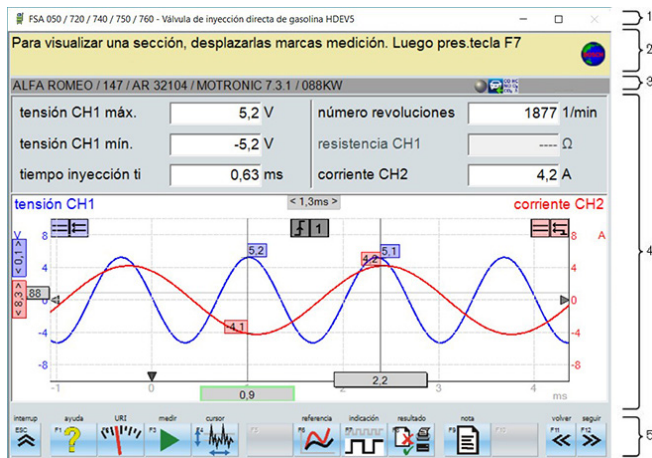 FSA 050 / 720 / 740 / 750 / 760 - Válvula de inyección directa de gasolina HDEV5
1
Para visualizar una sección, desplazarlas marcas medición. Luego pres.tecla F7
2
ALFA ROMEO / 147 / AR 32104 / MOTRONIC 7.3.1 / 088KW
3
tensión CH1 máx. 5,2 V número revoluciones 1877 1/min
tensión CH1 mín. -5,2 V resistencia CH1 ---- Ω
tiempo inyección ti 0,63 ms corriente CH2 4,2 A
tensión CH1 < 1,3ms > corriente CH2
4
V 8 1 8 A
5,2 4,2 5,1
< 0,1 > 4 4
< 8,3 > 88 0 0
-4 -4,1 -4
-8 -8
2,2
-1 0 1 2 3 4 ms
0,9
interrup ayuda URI medir cursor referencia indicación resultado nota volver seguir
ESC F1 F3 F4 F5 F6 F7 F8 F9 F10 F11 F12
5